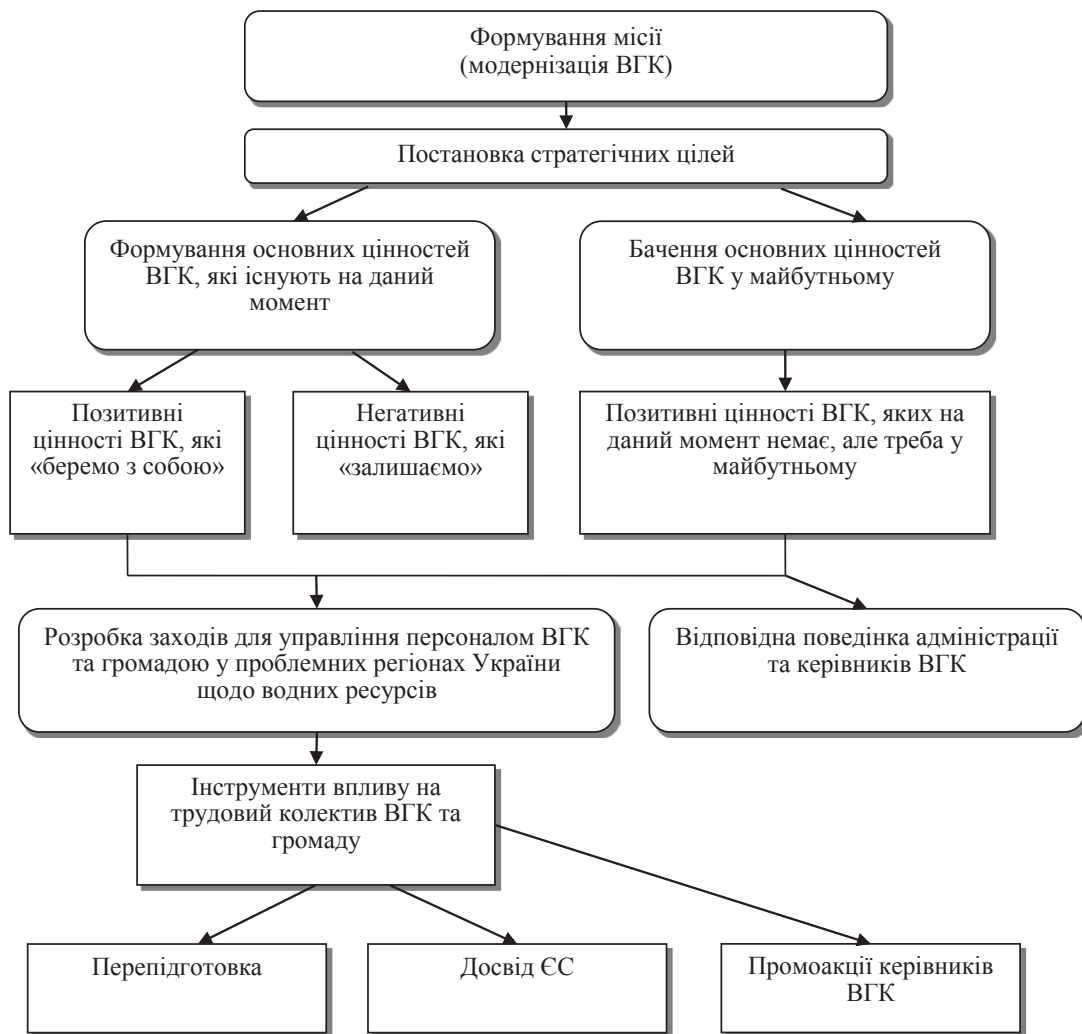 Формування місії
(модернізація ВГК)
Постановка стратегічних цілей
Формування основних цінностей
ВГК, які існують на даний
момент
Бачення основних цінностей
ВГК у майбутньому
Позитивні
цінності ВГК, які
«беремо з собою»
Негативні
цінності ВГК, які
«залишаємо»
Позитивні цінності ВГК, яких на
даний момент немає, але треба у
майбутньому
Розробка заходів для управління персоналом ВГК
та громадою у проблемних регіонах України
щодо водних ресурсів
Відповідна поведінка адміністрації
та керівників ВГК
Інструменти впливу на
трудовий колектив ВГК та
громаду
Перепідготовка
Досвід ЄС
Промоакції керівників
ВГК